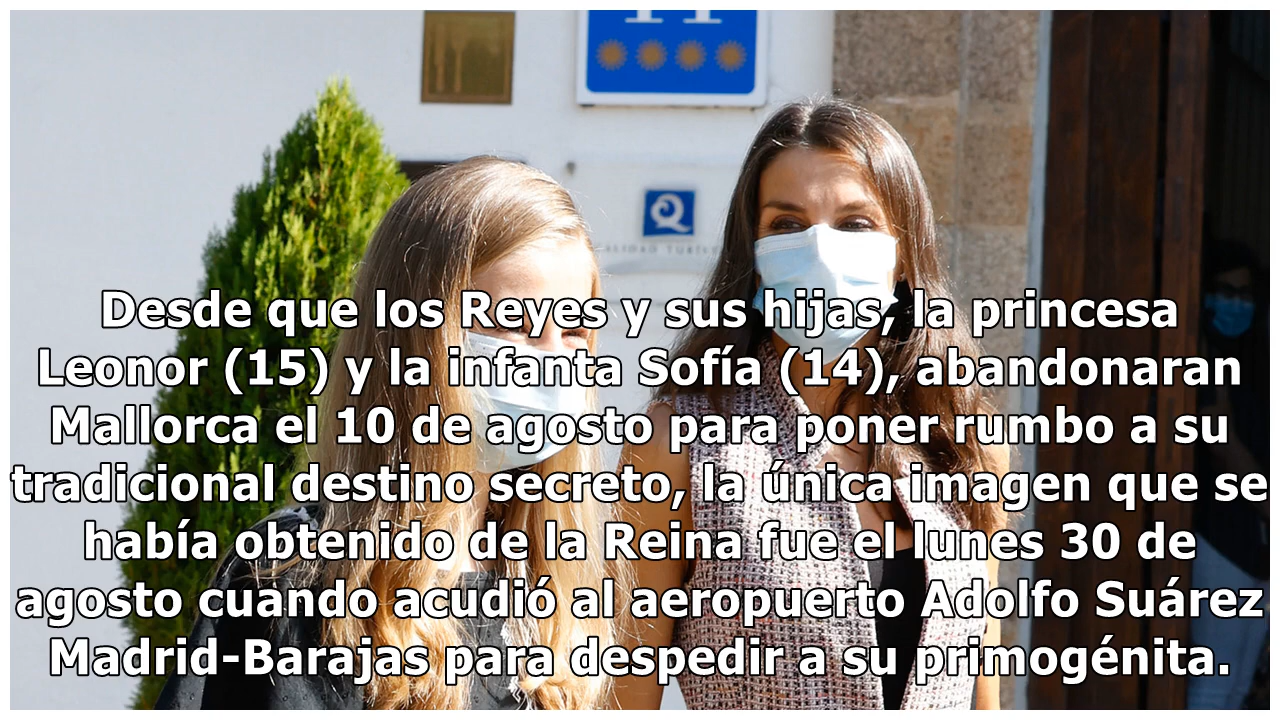 H
CALIDAD TURÍSTICA
Desde que los Reyes y sus hijas, la princesa
Leonor (15) y la infanta Sofía (14), abandonaran
Mallorca el 10 de agosto para poner rumbo a su
tradicional destino secreto, la única imagen que se
había obtenido de la Reina fue el lunes 30 de
agosto cuando acudió al aeropuerto Adolfo Suárez
Madrid-Barajas para despedir a su primogénita.